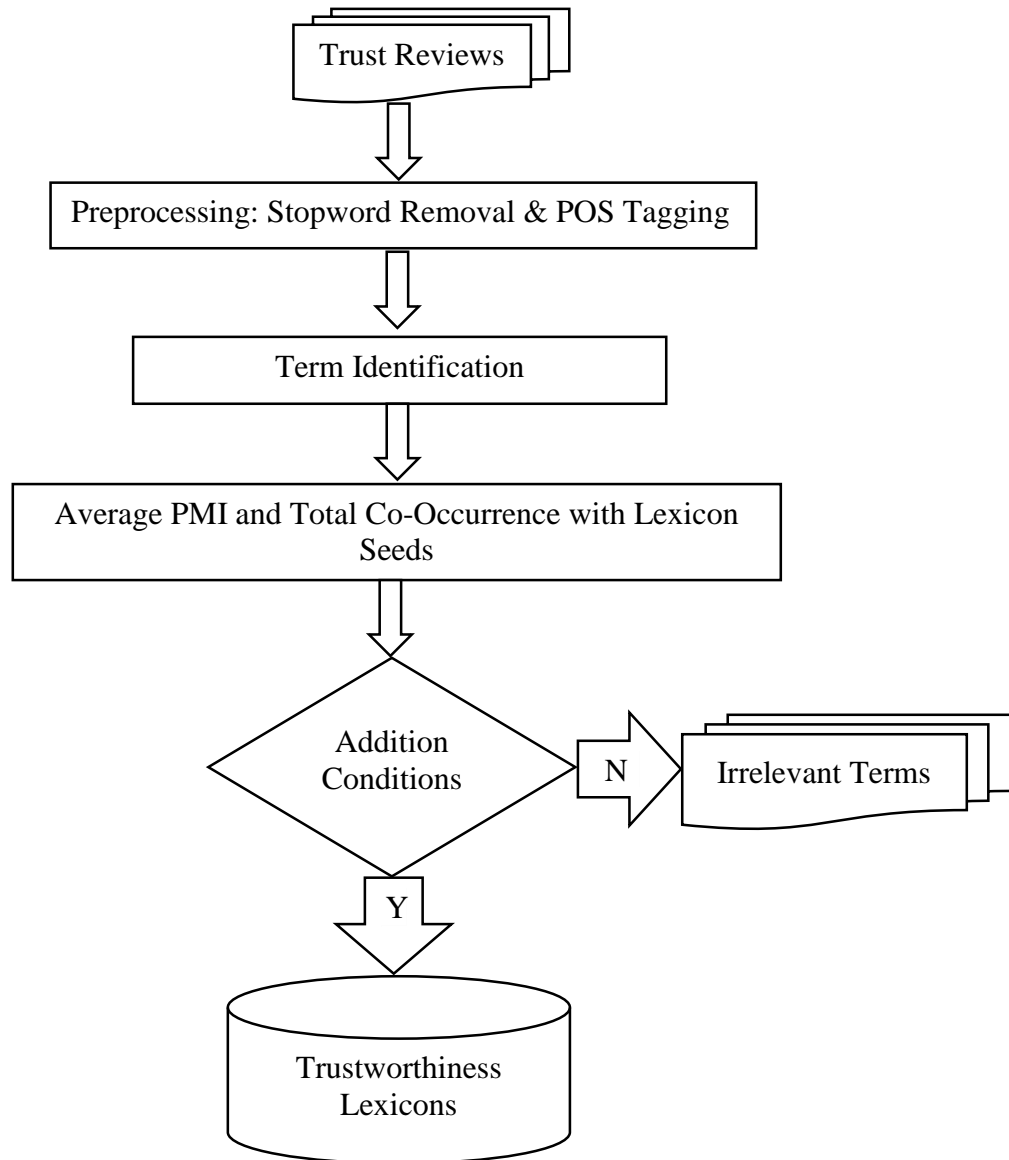 Trust Reviews
Preprocessing: Stopword Removal & POS Tagging
Term Identification
Average PMI and Total Co-Occurrence with Lexicon
Seeds
Addition
Conditions
N
Irrelevant Terms
Y
Trustworthiness
Lexicons